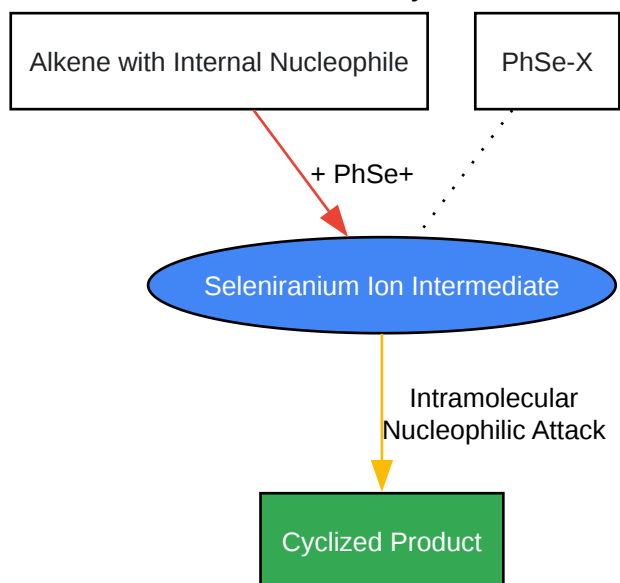 Alkene with Internal Nucleophile
PhSe-X
+ PhSe+
Seleniranium Ion Intermediate
Intramolecular
Nucleophilic Attack
Cyclized Product